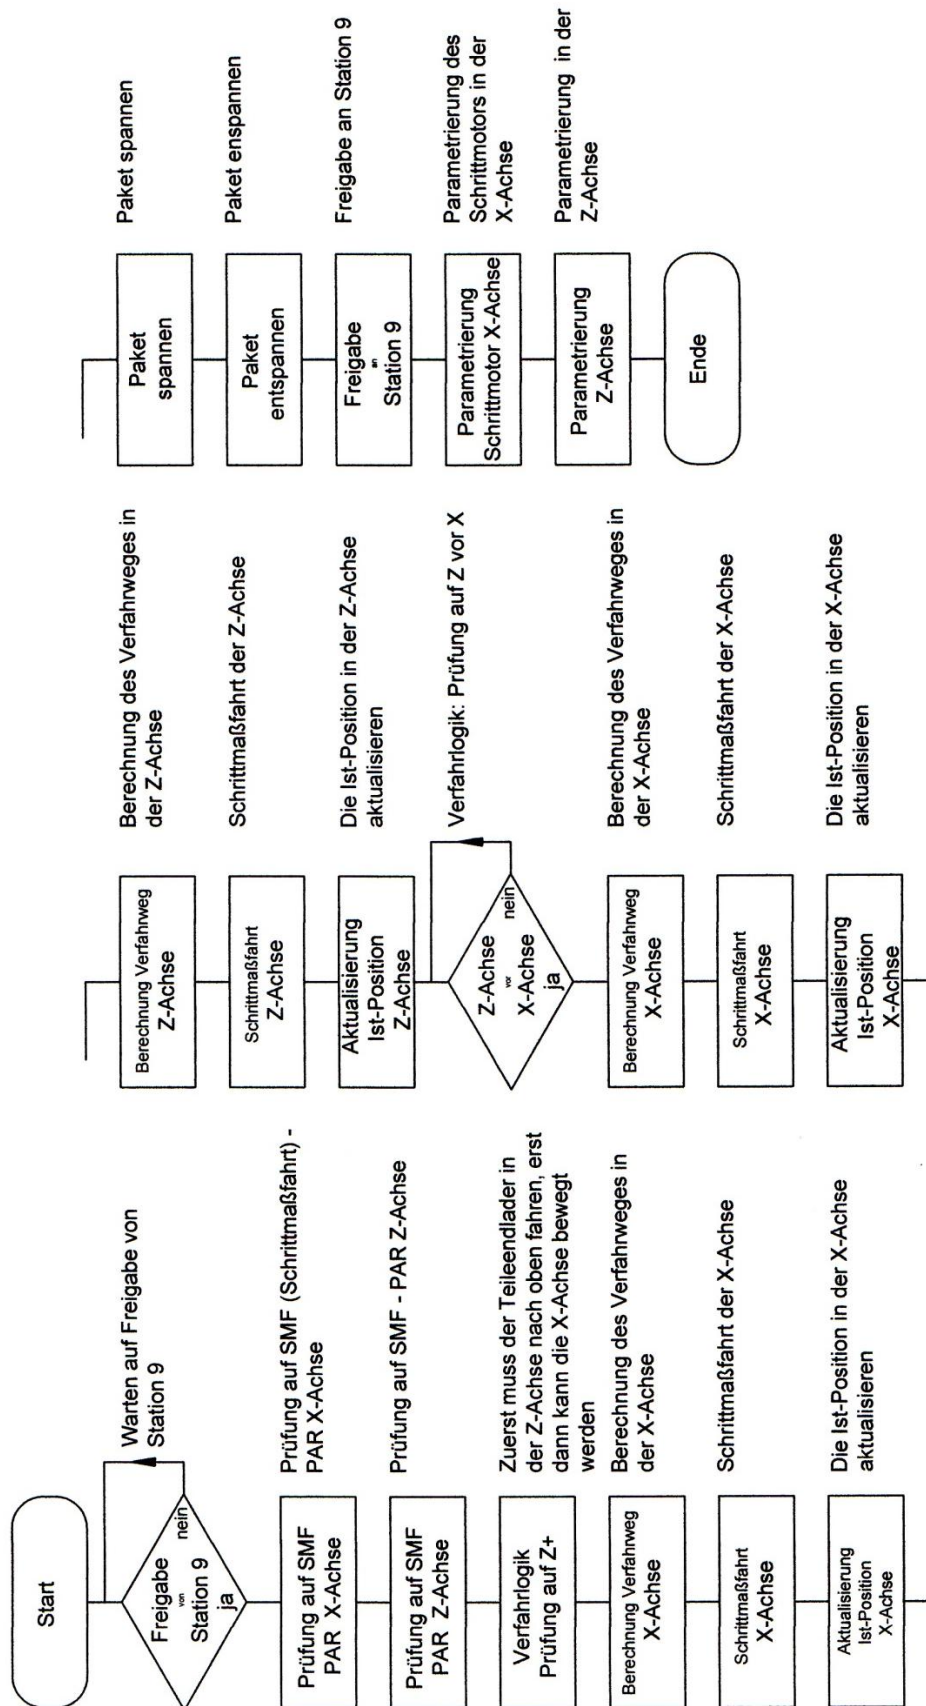 Start
Freigabe
von
Station 9
nein
ja
Warten auf Freigabe von
Station 9
Prüfung auf SMF
PAR X-Achse
Prüfung auf SMF (Schrittmaßfahrt) -
PAR X-Achse
Prüfung auf SMF
PAR Z-Achse
Prüfung auf SMF - PAR Z-Achse
Verfahrlogik
Prüfung auf Z+
Zuerst muss der Teileendlader in
der Z-Achse nach oben fahren, erst
dann kann die X-Achse bewegt
werden
Berechnung Verfahrweg
X-Achse
Berechnung des Verfahrweges in
der X-Achse
Schrittmaßfahrt
X-Achse
Schrittmaßfahrt der X-Achse
Aktualisierung
Ist-Position
X-Achse
Die Ist-Position in der X-Achse
aktualisieren
Berechnung Verfahrweg
Z-Achse
Berechnung des Verfahrweges in
der Z-Achse
Schrittmaßfahrt
Z-Achse
Schrittmaßfahrt der Z-Achse
Aktualisierung
Ist-Position
Z-Achse
Die Ist-Position in der Z-Achse
aktualisieren
Z-Achse
vor
X-Achse
nein
ja
Verfahrlogik: Prüfung auf Z vor X
Berechnung Verfahrweg
X-Achse
Berechnung des Verfahrweges in
der X-Achse
Schrittmaßfahrt
X-Achse
Schrittmaßfahrt der X-Achse
Aktualisierung
Ist-Position
X-Achse
Die Ist-Position in der X-Achse
aktualisieren
Paket
spannen
Paket spannen
Paket
entspannen
Paket enspannen
Freigabe
an
Station 9
Freigabe an Station 9
Parametrierung
Schrittmotor X-Achse
Parametrierung des
Schrittmotors in der
X-Achse
Parametrierung
Z-Achse
Parametrierung in der
Z-Achse
Ende